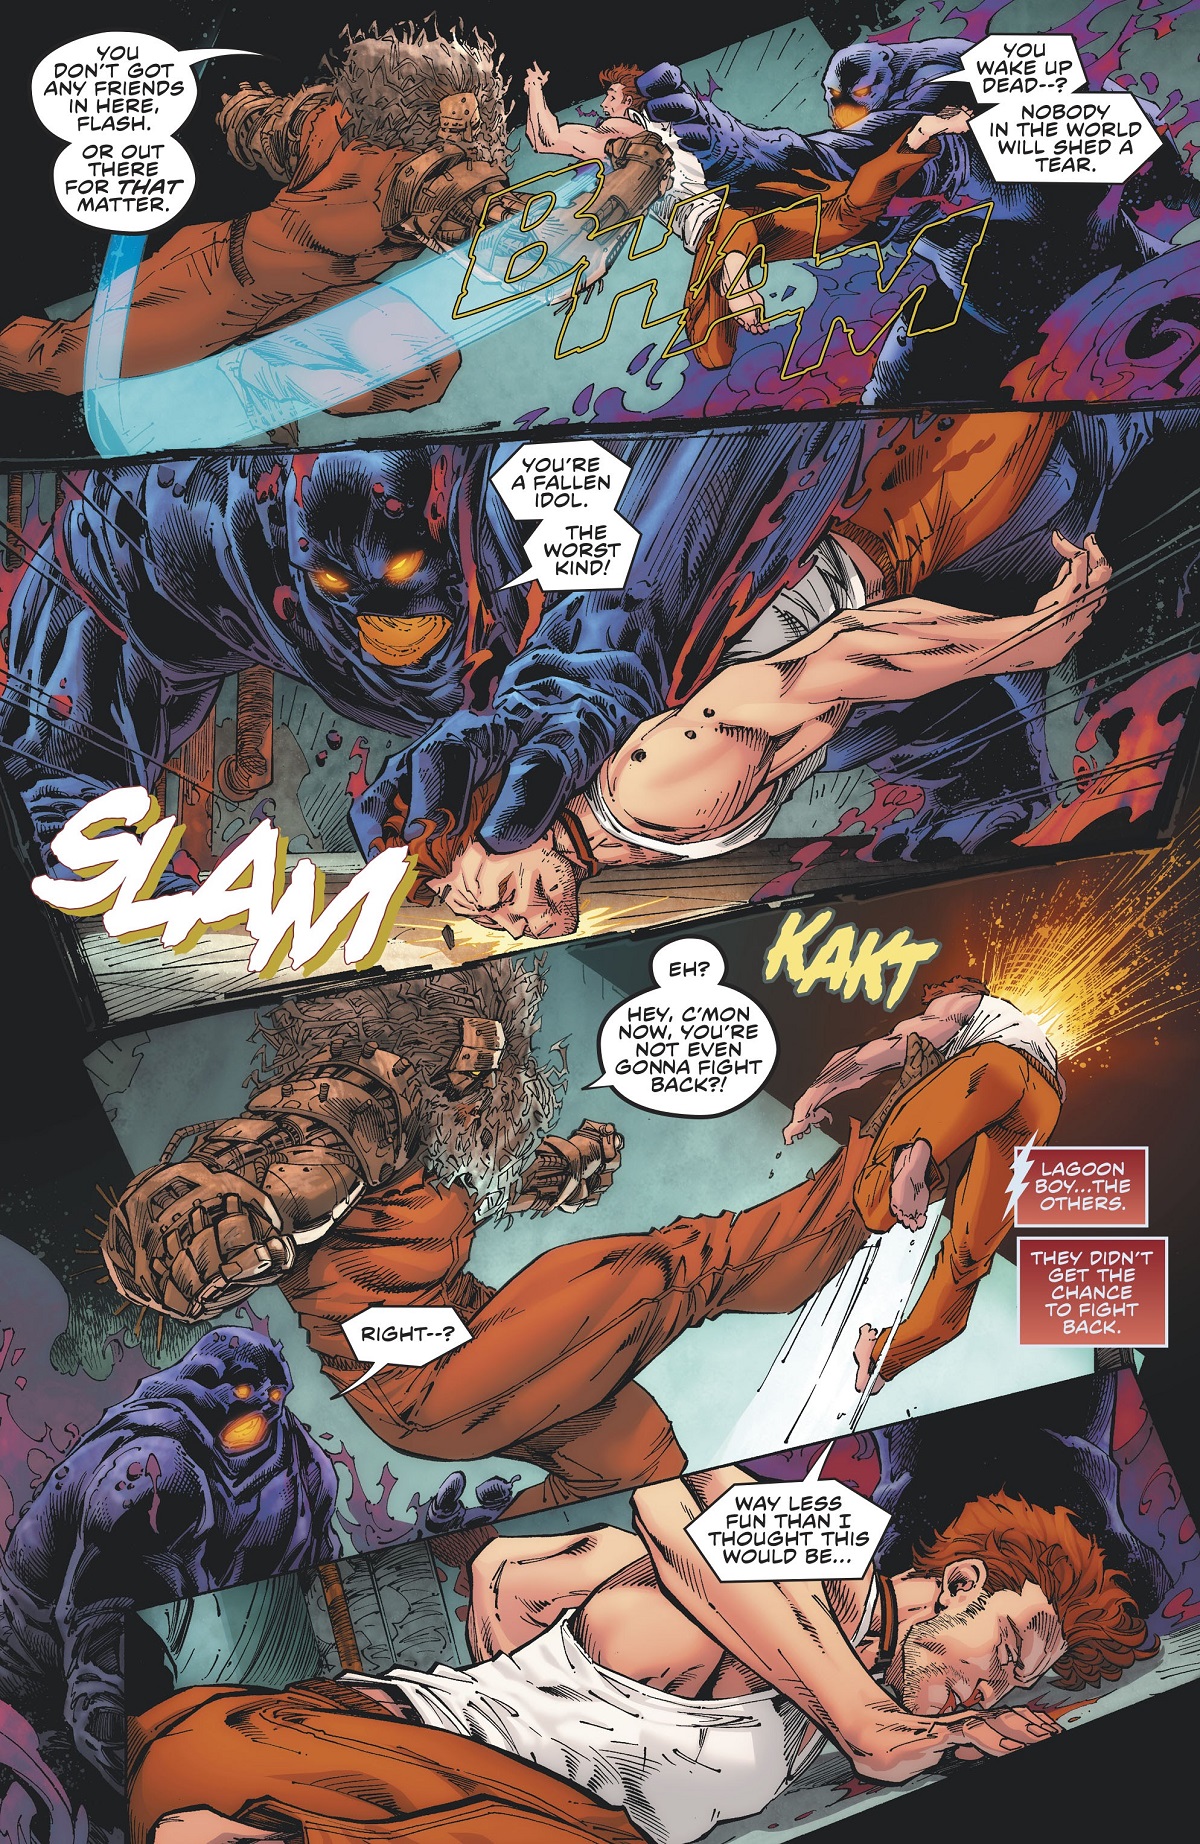 YOU
DON'T GOT
ANY FRIENDS
IN HERE,
FLASH.
OR OUT
THERE
FOR THAT
MATTER.
YOU
WAKE UP
DEAD--?
NOBODY
IN THE WORLD
WILL SHED A
TEAR.
BHAM
YOU'RE
A FALLEN
IDOL.
THE
WORST
KIND!
SLAM
EH?
HEY, C'MON
NOW, YOU'RE
NOT EVEN
GONNA FIGHT
BACK?!
KAKT
LAGOON
BOY...THE
OTHERS.
THEY DIDN'T
GET THE
CHANCE
TO FIGHT
BACK.
RIGHT--?
WAY LESS
FUN THAN I
THOUGHT THIS
WOULD BE...